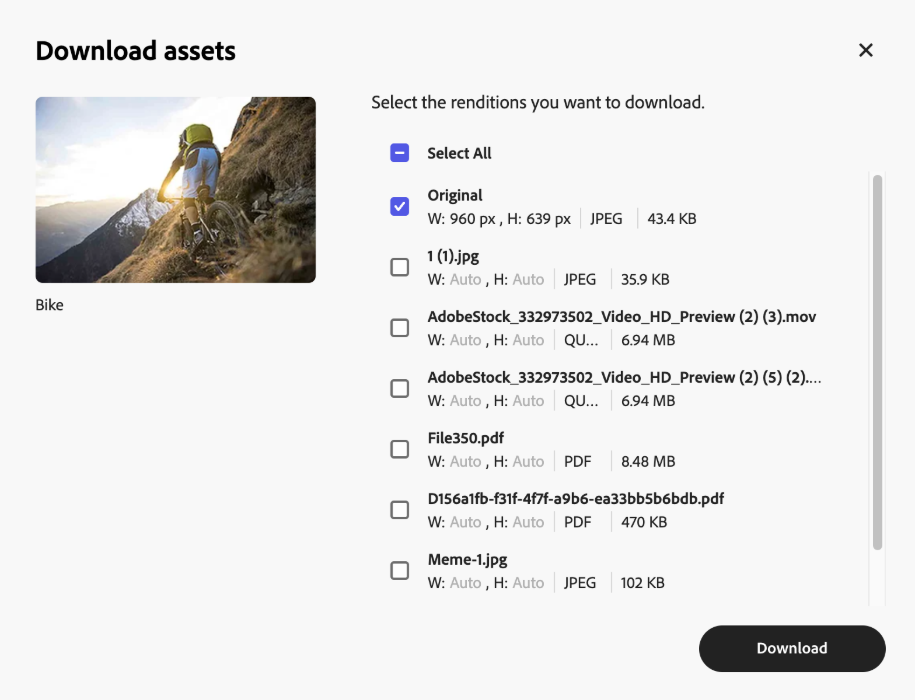 Download assets
Select the renditions you want to download.
Select All
Original
W: 960 px , H: 639 px JPEG 43.4 KB
1 (1).jpg
W: Auto , H: Auto JPEG 35.9 KB
AdobeStock_332973502_Video_HD_Preview (2) (3).mov
W: Auto , H: Auto QU... 6.94 MB
AdobeStock_332973502_Video_HD_Preview (2) (5) (2)....
W: Auto , H: Auto QU... 6.94 MB
File350.pdf
W: Auto , H: Auto PDF 8.48 MB
D156a1fb-f31f-4f7f-a9b6-ea33bb5b6bdb.pdf
W: Auto , H: Auto PDF 470 KB
Meme-1.jpg
W: Auto , H: Auto JPEG 102 KB
Bike
Download